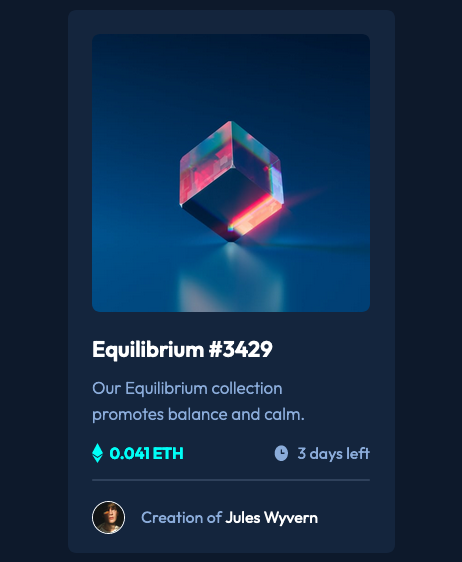 Equilibrium #3429
Our Equilibrium collection
promotes balance and calm.
0.041 ETH
3 days left
Creation of Jules Wyvern